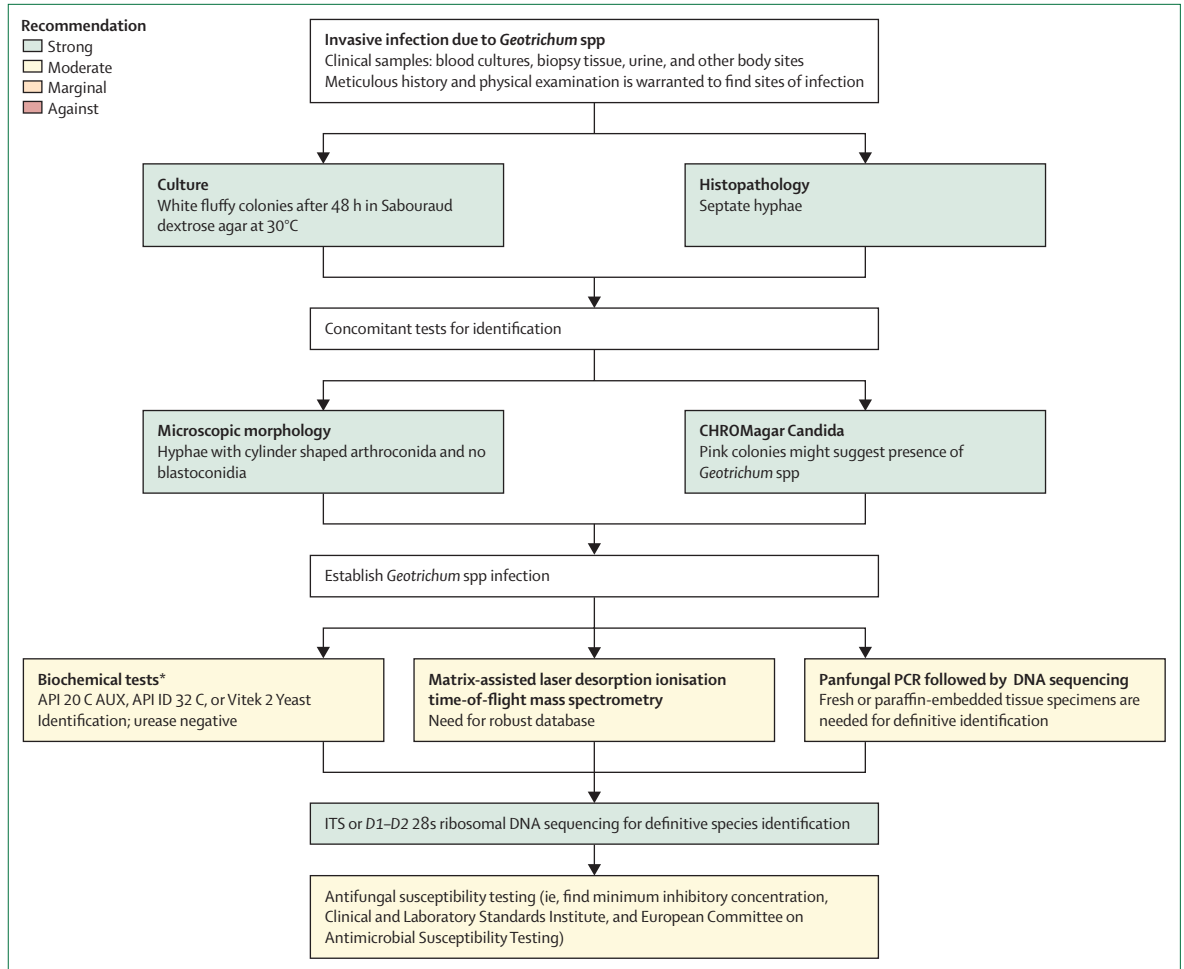 Recommendation
Strong
Moderate
Marginal
Against
Invasive infection due to Geotrichum spp
Clinical samples: blood cultures, biopsy tissue, urine, and other body sites
Meticulous history and physical examination is warranted to find sites of infection
Culture
White fluffy colonies after 48 h in Sabouraud
dextrose agar at 30°C
Histopathology
Septate hyphae
Concomitant tests for identification
Microscopic morphology
Hyphae with cylinder shaped arthroconida and no
blastoconidia
CHROMagar Candida
Pink colonies might suggest presence of
Geotrichum spp
Establish Geotrichum spp infection
Biochemical tests*
API 20 C AUX, API ID 32 C, or Vitek 2 Yeast
Identification; urease negative
Matrix-assisted laser desorption ionisation
time-of-flight mass spectrometry
Need for robust database
Panfungal PCR followed by DNA sequencing
Fresh or paraffin-embedded tissue specimens are
needed for definitive identification
ITS or D1–D2 28s ribosomal DNA sequencing for definitive species identification
Antifungal susceptibility testing (ie, find minimum inhibitory concentration,
Clinical and Laboratory Standards Institute, and European Committee on
Antimicrobial Susceptibility Testing)